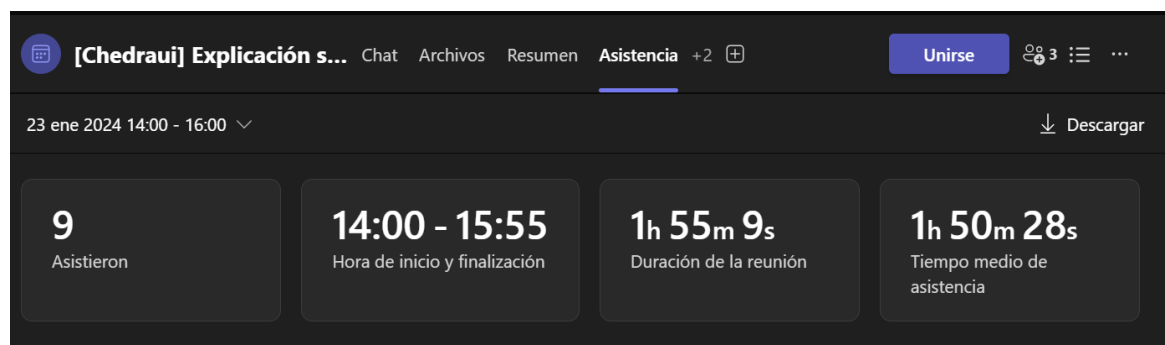 [Chedraui] Explicación s... Chat Archivos Resumen Asistencia +2 Unirse 3 ...
23 ene 2024 14:00 - 16:00 Descargar
9
Asistieron
14:00 - 15:55
Hora de inicio y finalización
1h 55m 9s
Duración de la reunión
1h 50m 28s
Tiempo medio de
asistencia